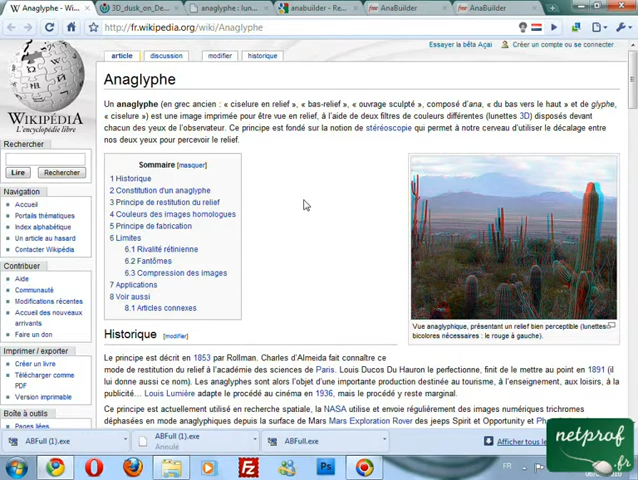 Anaglyphe - Wi...
3D_dusk_on_De
anaglyphe : lun
anabuilder - Re
AnaBuilder
AnaBuilder
http://fr.wikipedia.org/wiki/Anaglyphe
Essayer la bêta Açai
Créer un compte ou se connecter
article
discussion
modifier
historique
WIKIPÉDIA
L'encyclopédie libre
Rechercher
Lire
Rechercher
Navigation
Accueil
Portails thématiques
Index alphabétique
Un article au hasard
Contacter Wikipédia
Contribuer
Aide
Communauté
Modifications récentes
Accueil des nouveaux
arrivants
Faire un don
Imprimer / exporter
Créer un livre
Télécharger comme
PDF
Version imprimable
Boîte à outils
Pages liées
Anaglyphe
Un anaglyphe (en grec ancien : « ciselure en relief », « bas-relief », « ouvrage sculpté », composé d'ana, « du bas vers le haut » et de glyphe,
« ciselure ») est une image imprimée pour être vue en relief, à l'aide de deux filtres de couleurs différentes (lunettes 3D) disposés devant
chacun des yeux de l'observateur. Ce principe est fondé sur la notion de stéréoscopie qui permet à notre cerveau d'utiliser le décalage entre
nos deux yeux pour percevoir le relief.
Sommaire [masquer]
1 Historique
2 Constitution d'un anaglyphe
3 Principe de restitution du relief
4 Couleurs des images homologues
5 Principe de fabrication
6 Limites
6.1 Rivalité rétinienne
6.2 Fantômes
6.3 Compression des images
7 Applications
8 Voir aussi
8.1 Articles connexes
Vue anaglyphique, présentant un relief bien perceptible (lunettes
bicolores nécessaires : le rouge à gauche).
Historique [modifier]
Le principe est décrit en 1853 par Rollman. Charles d'Almeida fait connaître ce
mode de restitution du relief à l'académie des sciences de Paris. Louis Ducos Du Hauron le perfectionne, finit de le mettre au point en 1891 (il
lui donne aussi ce nom). Les anaglyphes sont alors l'objet d'une importante production destinée au tourisme, à l'enseignement, aux loisirs, à la
publicité… Louis Lumière adapte le procédé au cinéma en 1936, mais le procédé y reste marginal.
Ce principe est actuellement utilisé en recherche spatiale, la NASA utilise et envoie régulièrement des images numériques trichromes
déphasées en mode anaglyphiques depuis la surface de Mars Mars Exploration Rover des jeeps Spirit et Opportunity et
ABFull (1).exe
ABFull (1).exe
Annulé
ABFull.exe
Afficher tous
FR
netprof
.fr